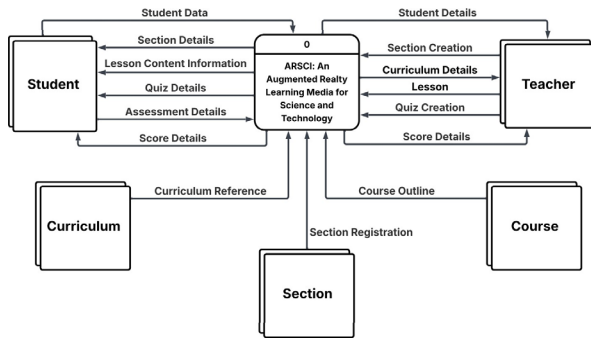 Student Data
Student Details
0
Section Details
Section Creation
Lesson Content Information
ARSCI: An
Augmented Realty
Learning Media for
Science and
Technology
Curriculum Details
Student
Teacher
Quiz Details
Lesson
Assessment Details
Quiz Creation
Score Details
Score Details
Curriculum Reference
Course Outline
Curriculum
Course
Section Registration
Section